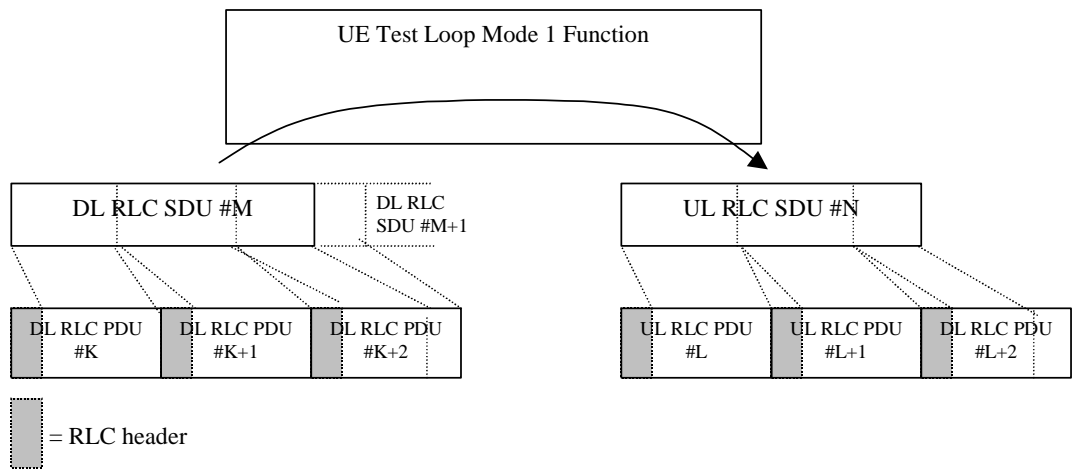 UE Test Loop Mode 1 Function
DL RLC SDU #M
DL RLC
SDU #M+1
UL RLC SDU #N
DL RLC PDU
#K
DL RLC PDU
#K+1
DL RLC PDU
#K+2
UL RLC PDU
#L
UL RLC PDU
#L+1
DL RLC PDU
#L+2
= RLC header